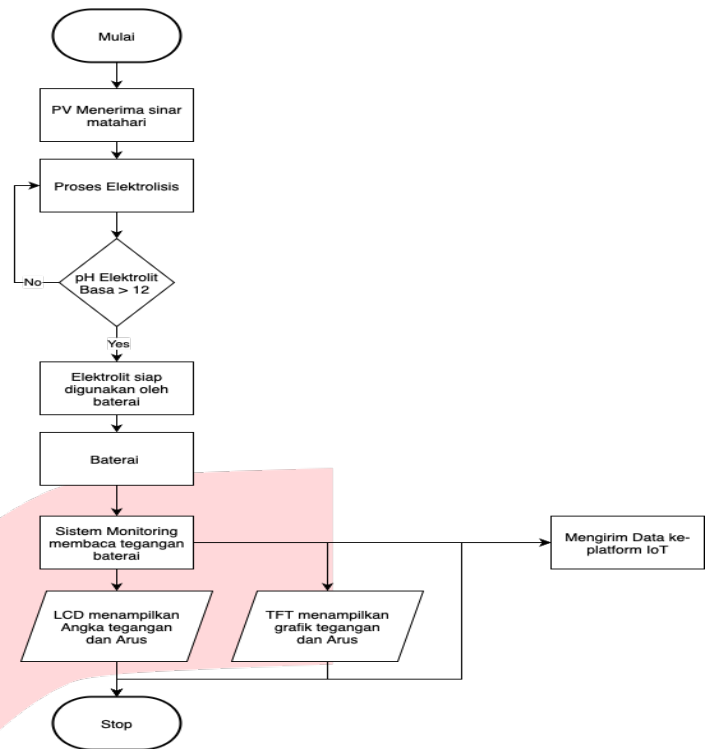 Mulai
PV Menerima sinar
matahari
Proses Elektrolisis
pH Elektrolit
Basa > 12
No
Yes
Elektrolit siap
digunakan oleh
baterai
Baterai
Sistem Monitoring
membaca tegangan
baterai
Mengirim Data ke-
platform IoT
LCD menampilkan
Angka tegangan
dan Arus
TFT menampilkan
grafik tegangan
dan Arus
Stop